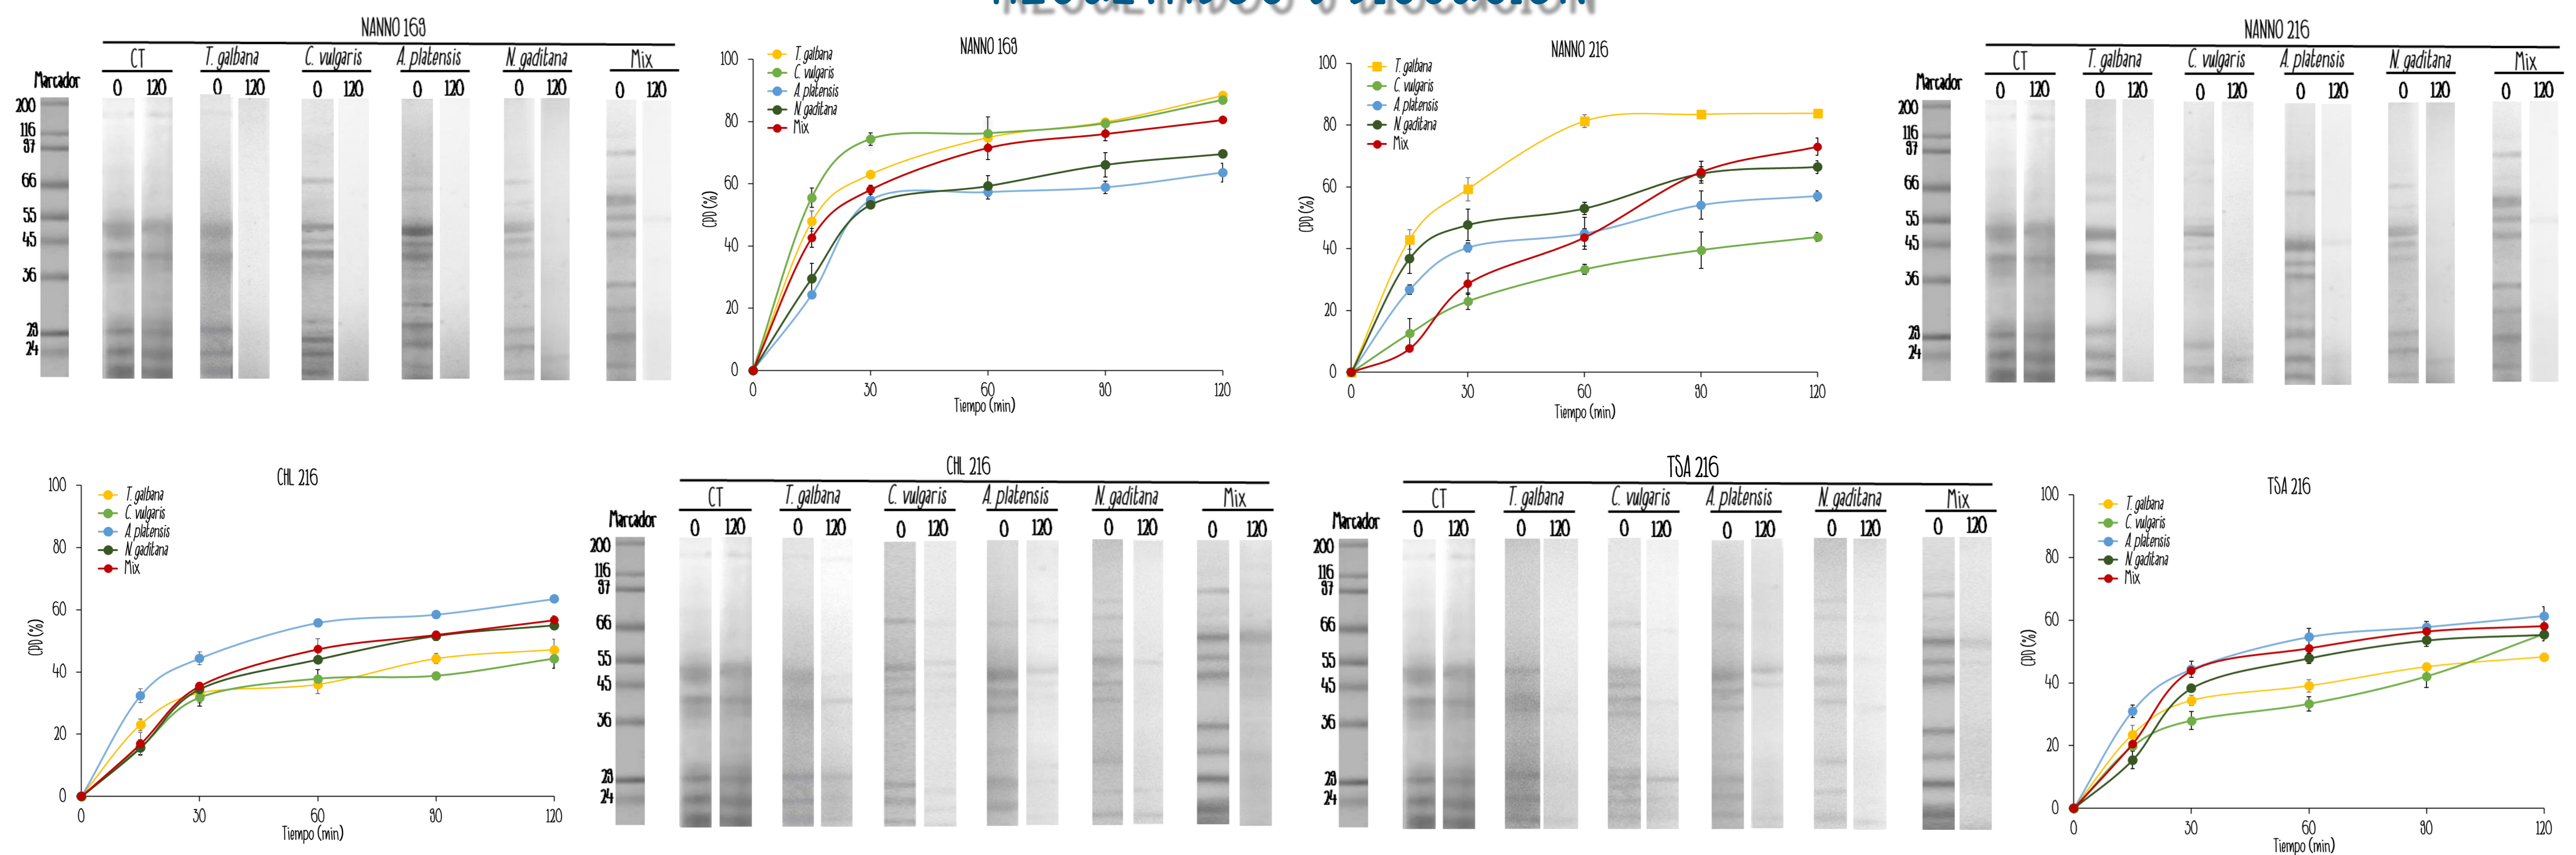 RESULTADOS Y DISCUSIÓN
NANNO 169
CT T. galbana C. vulgaris A. platensis N. gaditana Mix
Marcador 0 120 0 120 0 120 0 120 0 120 0 120
200
116
97
66
55
45
36
29
24
NANNO 169
T. galbana
C. vulgaris
A. platensis
N. gaditana
Mix
CPD (%)
100
80
60
40
20
0
0 30 60 90 120
Tiempo (min)
NANNO 216
T. galbana
C. vulgaris
A. platensis
N. gaditana
Mix
CPD (%)
100
80
60
40
20
0
0 30 60 90 120
Tiempo (min)
NANNO 216
CT T. galbana C. vulgaris A. platensis N. gaditana Mix
Marcador 0 120 0 120 0 120 0 120 0 120 0 120
200
116
97
66
55
45
36
29
24
CHL 216
T. galbana
C. vulgaris
A. platensis
N. gaditana
Mix
CPD (%)
100
80
60
40
20
0
0 30 60 90 120
Tiempo (min)
CHL 216
CT T. galbana C. vulgaris A. platensis N. gaditana Mix
Marcador 0 120 0 120 0 120 0 120 0 120 0 120
200
116
97
66
55
45
36
29
24
TSA 216
CT T. galbana C. vulgaris A. platensis N. gaditana Mix
Marcador 0 120 0 120 0 120 0 120 0 120 0 120
200
116
97
66
55
45
36
29
24
TSA 216
T. galbana
C. vulgaris
A. platensis
N. gaditana
Mix
CPD (%)
100
80
60
40
20
0
0 30 60 90 120
Tiempo (min)